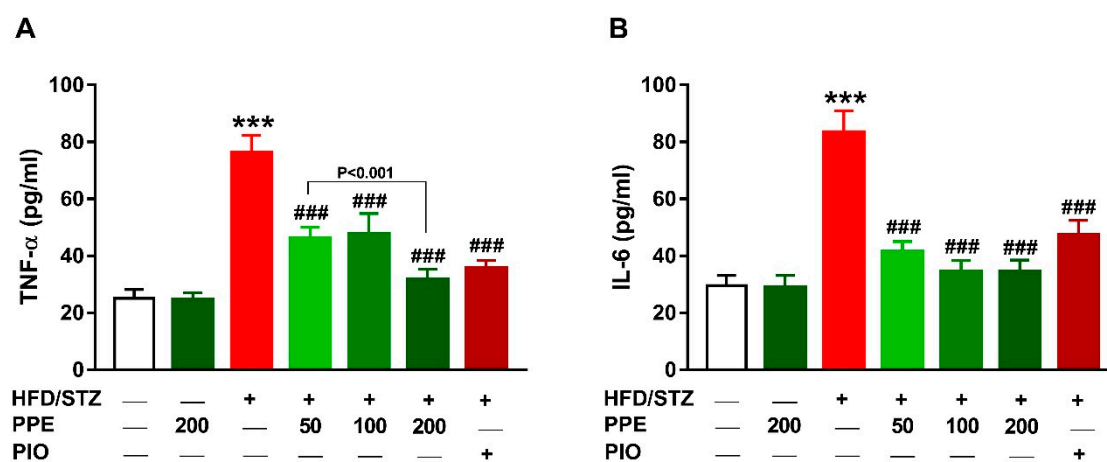 A
TNF-α (pg/ml)
100
80
60
40
20
0
***
P<0.001
###
###
###
###
HFD/STZ — — + + + + +
PPE — 200 — 50 100 200 —
PIO — — — — — — +
B
IL-6 (pg/ml)
100
80
60
40
20
0
***
###
###
###
###
HFD/STZ — — + + + + +
PPE — 200 — 50 100 200 —
PIO — — — — — — +